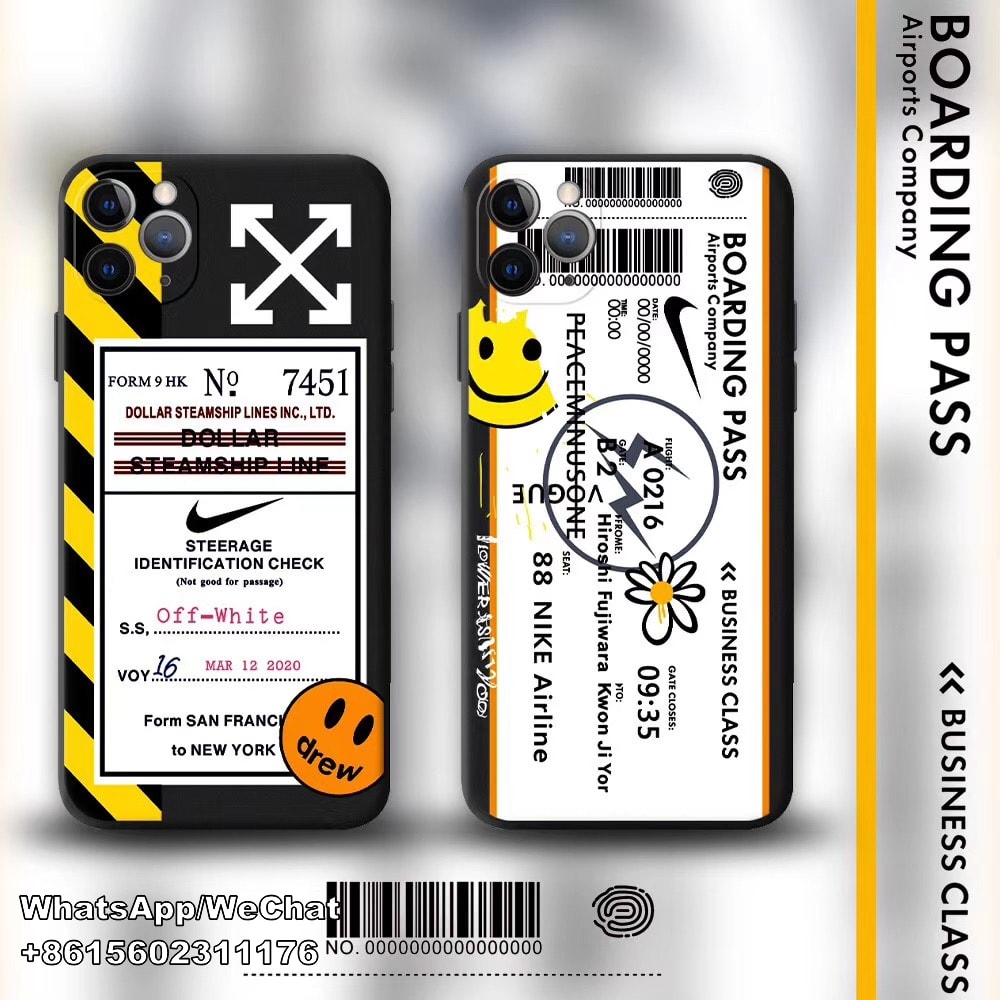 FORM 9 HK Nº 7451
DOLLAR STEAMSHIP LINES INC., LTD.
DOLLAR
STEAMSHIP LINE
STEERAGE
IDENTIFICATION CHECK
(Not good for passage)
S.S, Off-White
VOY 16 MAR 12 2020
Form SAN FRANCI
to NEW YORK
drew
NO. 0000000000000000
NO. 0000000000000000
BOARDING PASS
Airports Company
DATE:
00/00/0000
TIME:
00:00
PEACEMINUSONE
FLIGHT:
A 0216
GATE:
B 2
VOGUE
FROME:
Hiroshi Fujiwara
TO:
Kwon Ji Yor
SEAT:
88 NIKE Airline
GATE CLOSES:
09:35
« BUSINESS CLASS
BOARDING PASS
Airports Company
« BUSINESS CLASS
WhatsApp/WeChat
+8615602311176
NO. 0000000000000000